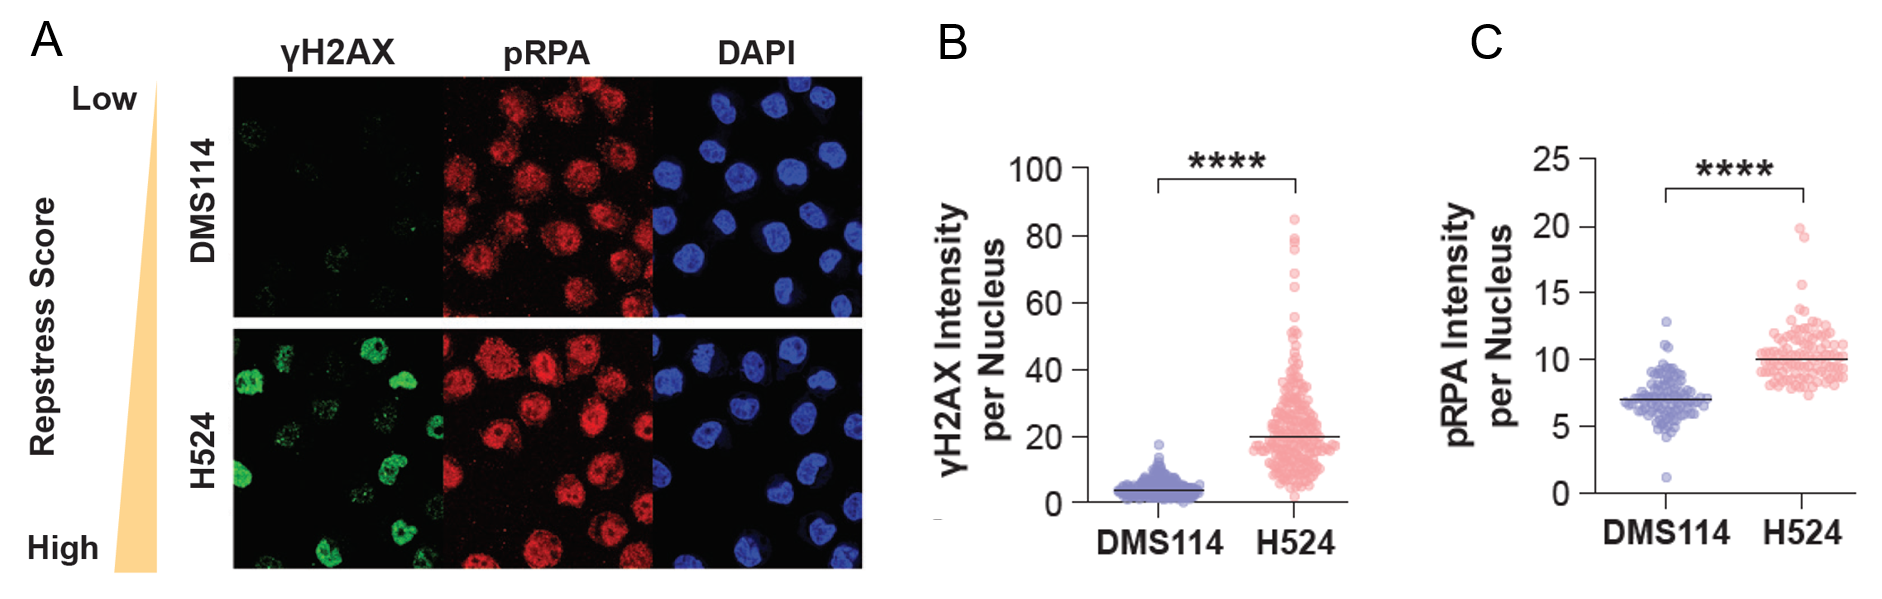 A
γH2AX
pRPA
DAPI
Low
Repstress Score
High
DMS114
H524
B
****
γH2AX Intensity
per Nucleus
100
80
60
40
20
0
DMS114
H524
C
****
pRPA Intensity
per Nucleus
25
20
15
10
5
0
DMS114
H524